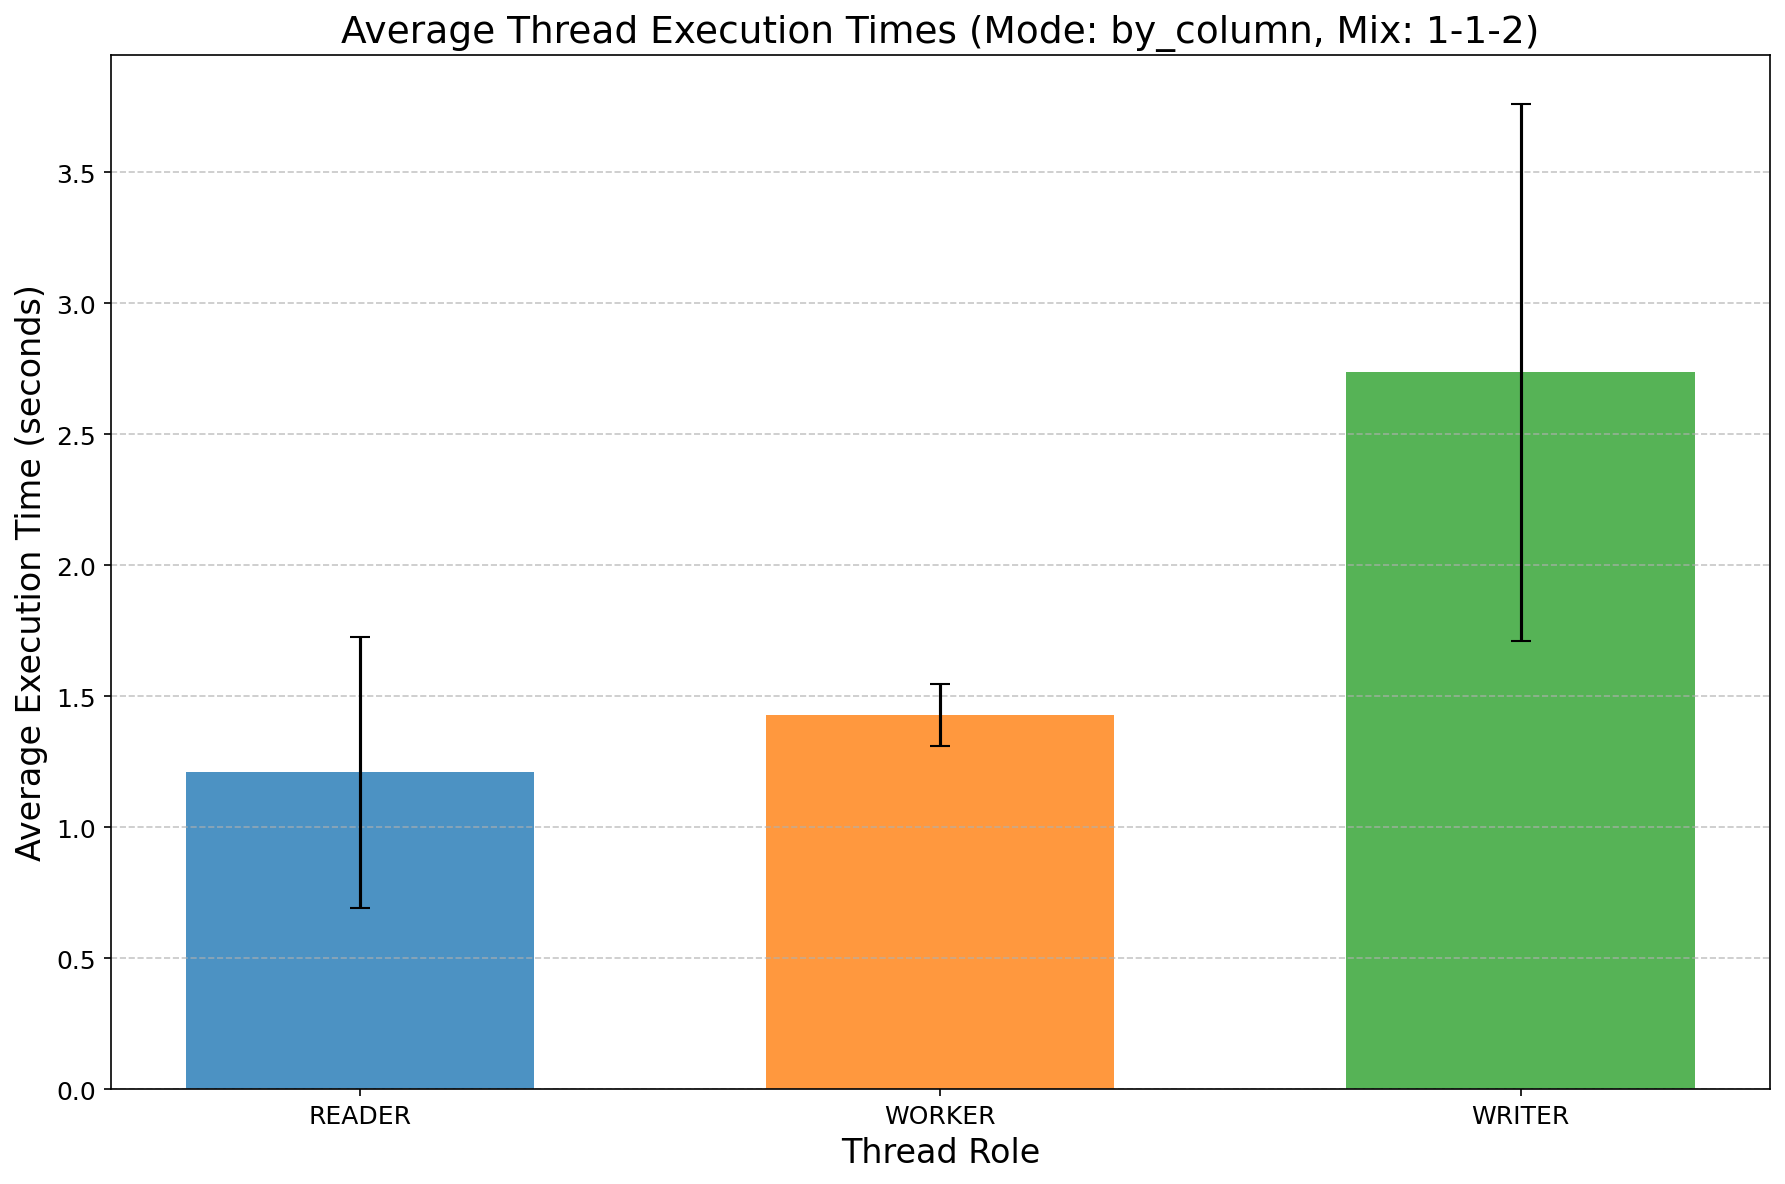 Average Thread Execution Times (Mode: by_column, Mix: 1-1-2)
Average Execution Time (seconds)
3.5
3.0
2.5
2.0
1.5
1.0
0.5
0.0
READER WORKER WRITER
Thread Role